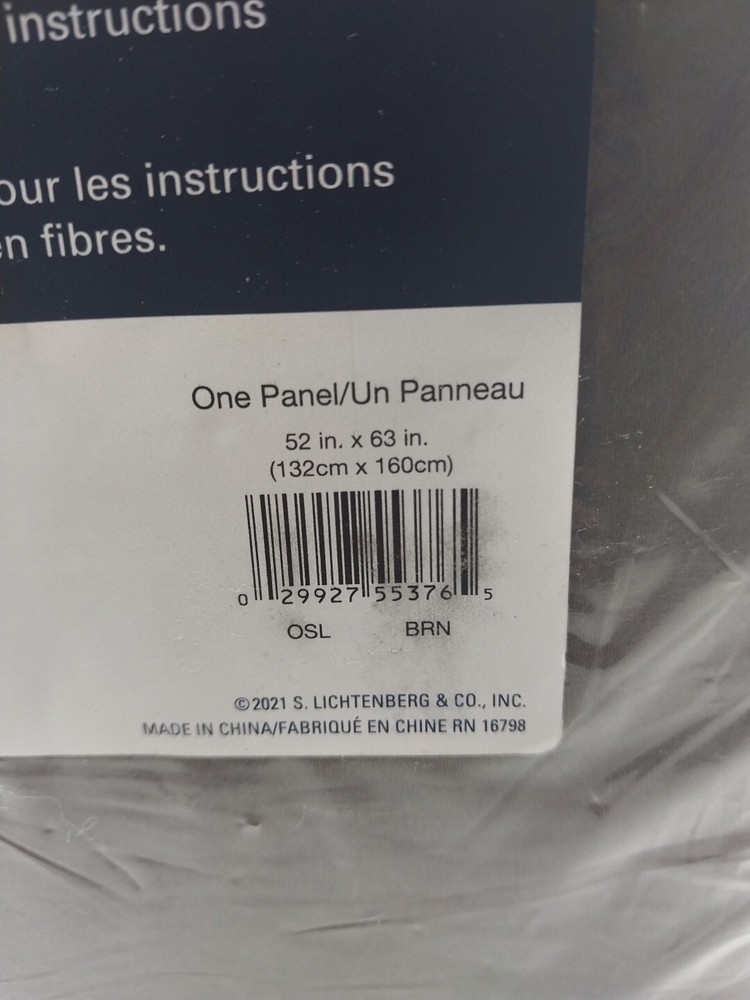 instructions
our les instructions
en fibres.
One Panel/Un Panneau
52 in. x 63 in.
(132cm x 160cm)
0 29927 55376 5
OSL BRN
©2021 S. LICHTENBERG & CO., INC.
MADE IN CHINA/FABRIQUÉ EN CHINE RN 16798